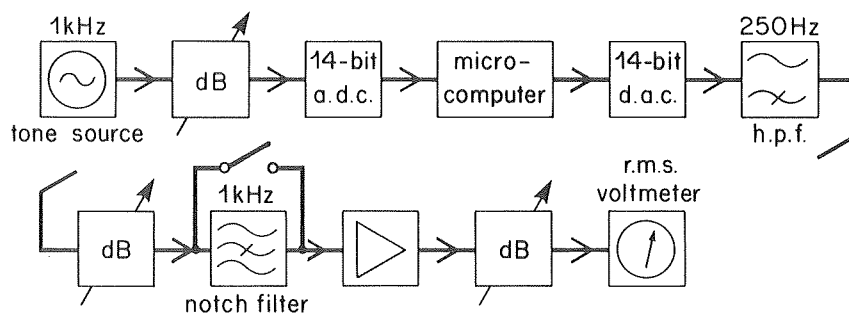 1kHz
tone source
dB
14-bit
a.d.c.
micro-
computer
14-bit
d.a.c.
250Hz
h.p.f.
dB
1kHz
notch filter
dB
r.m.s.
voltmeter